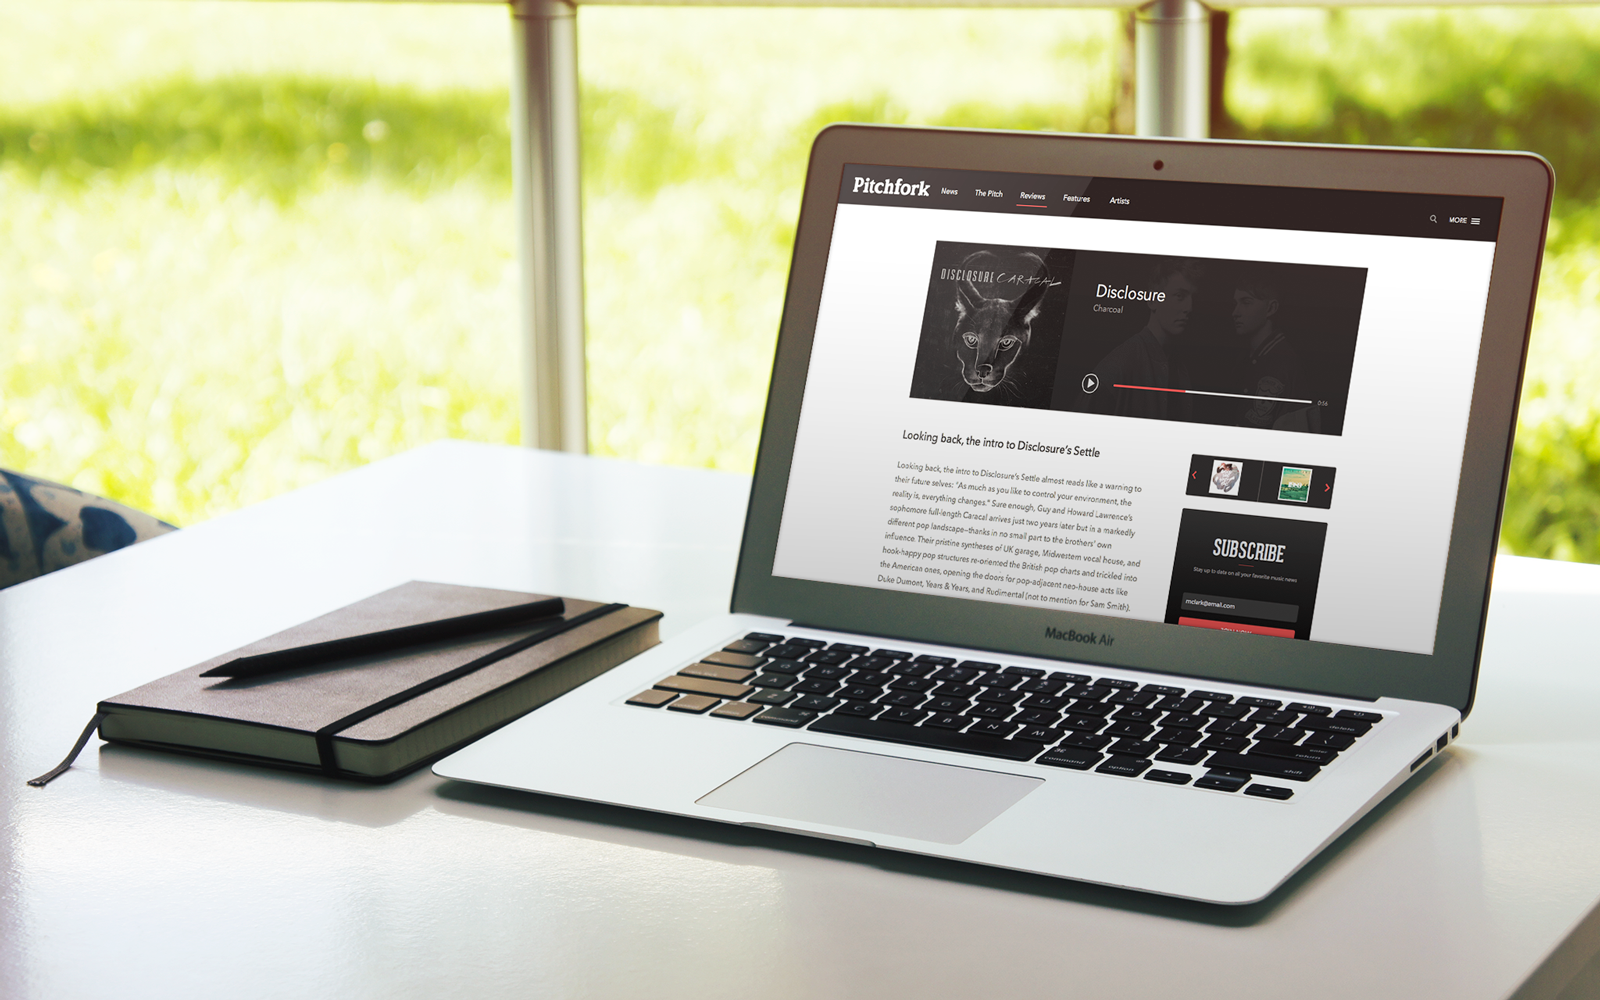 Pitchfork News The Pitch Reviews Features Artists MORE
DISCLOSURE CARACAL
Disclosure
Charcoal
0:56
Looking back, the intro to Disclosure's Settle
Looking back, the intro to Disclosure's Settle almost reads like a warning to
their future selves: "As much as you like to control your environment, the
reality is, everything changes." Sure enough, Guy and Howard Lawrence's
sophomore full-length Caracal arrives just two years later but in a markedly
different pop landscape–thanks in no small part to the brothers' own
influence. Their pristine syntheses of UK garage, Midwestern vocal house, and
hook-happy pop structures re-oriented the British pop charts and trickled into
the American ones, opening the doors for pop-adjacent neo-house acts like
Duke Dumont, Years & Years, and Rudimental (not to mention for Sam Smith).
SUBSCRIBE
Stay up to date on all your favorite music news
mclark@email.com
MacBook Air
command
command
option
delete
return
shift